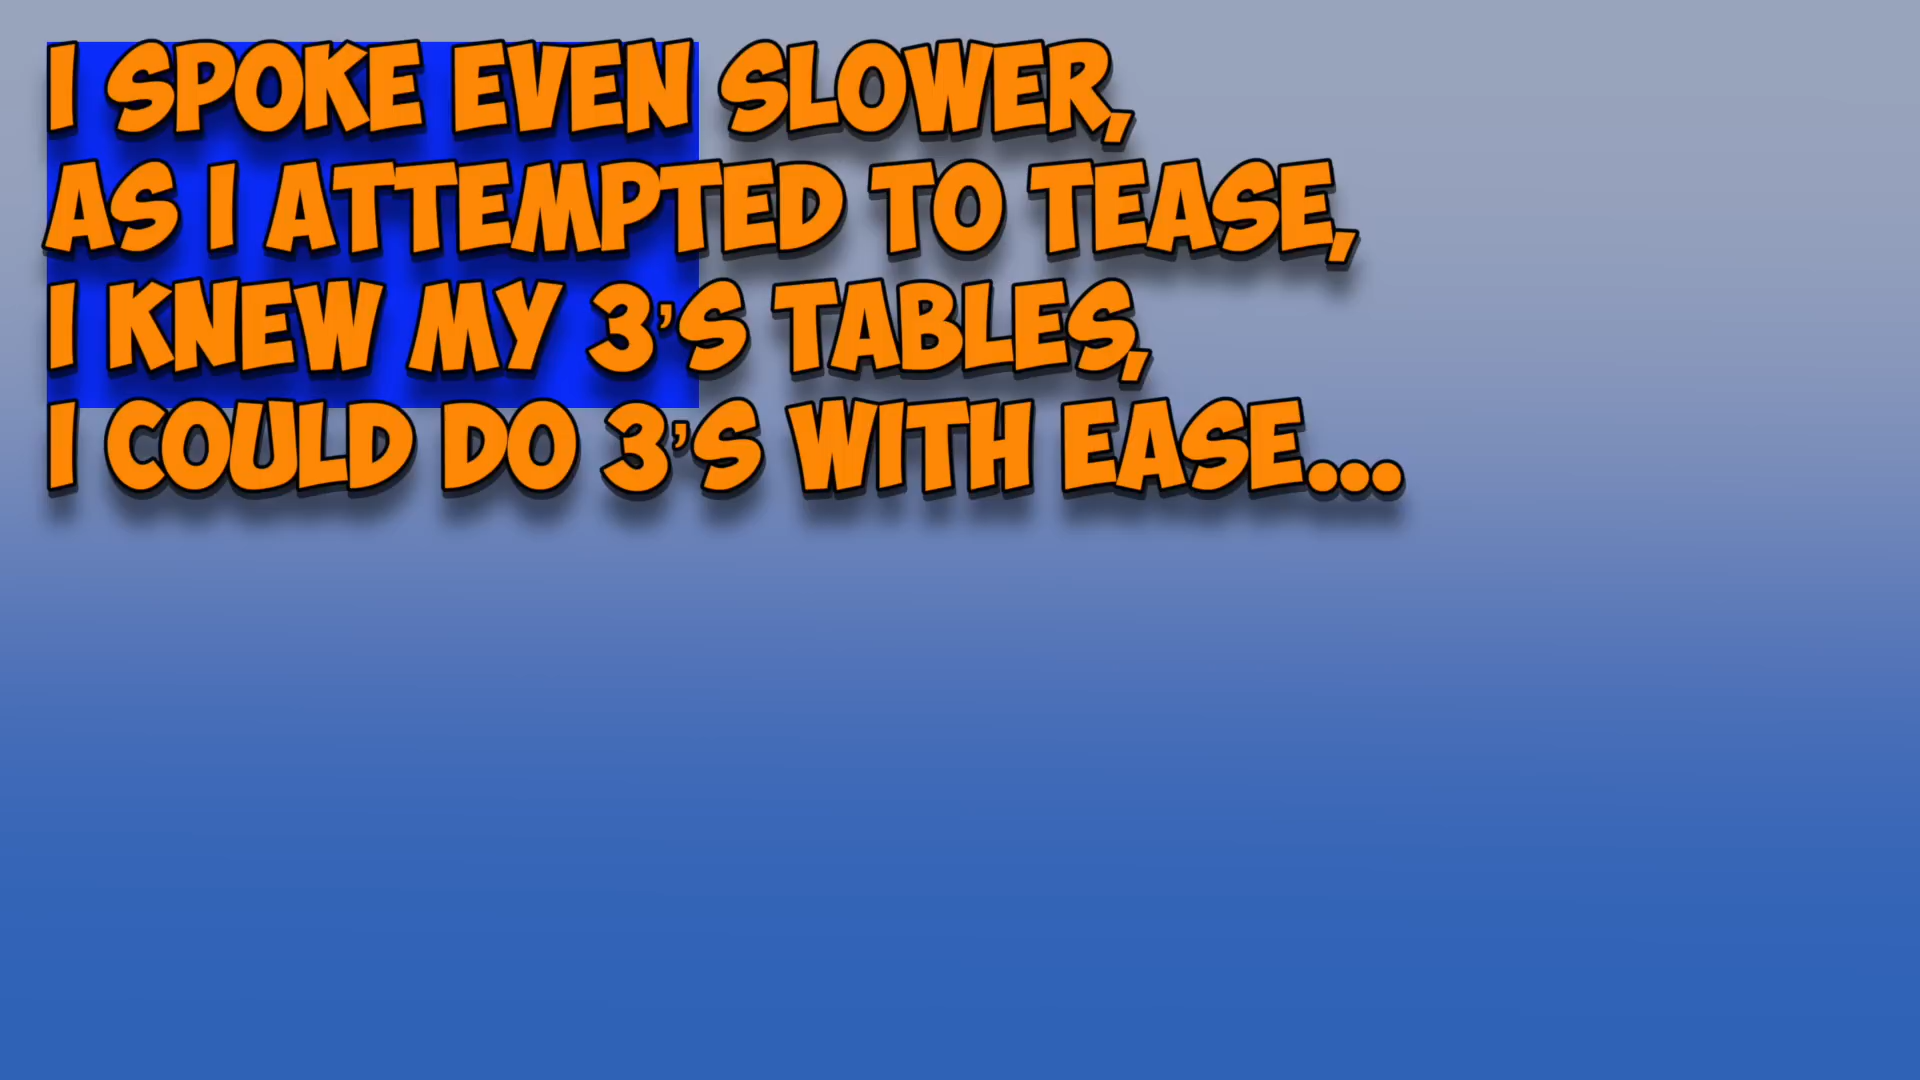 I SPOKE EVEN SLOWER,
AS I ATTEMPTED TO TEASE,
I KNEW MY 3'S TABLES,
I COULD DO 3'S WITH EASE...